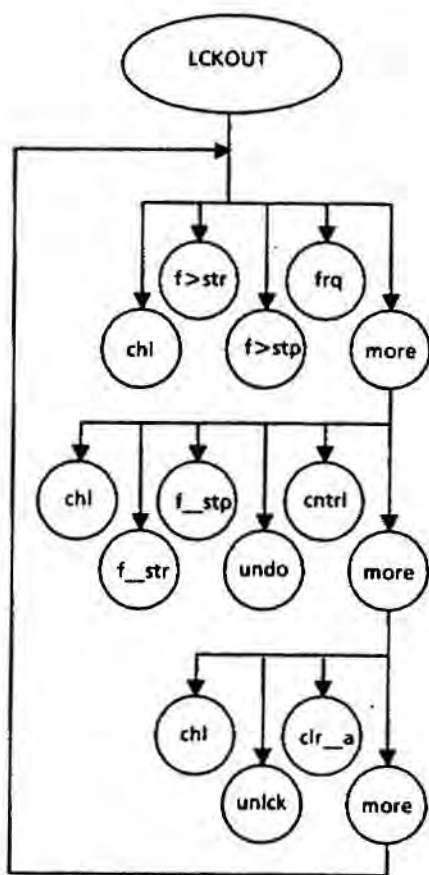 LCKOUT
f>str
frq
chl
f>stp
more
chl
f__stp
cntrl
f__str
undo
more
chl
clr__a
unlck
more